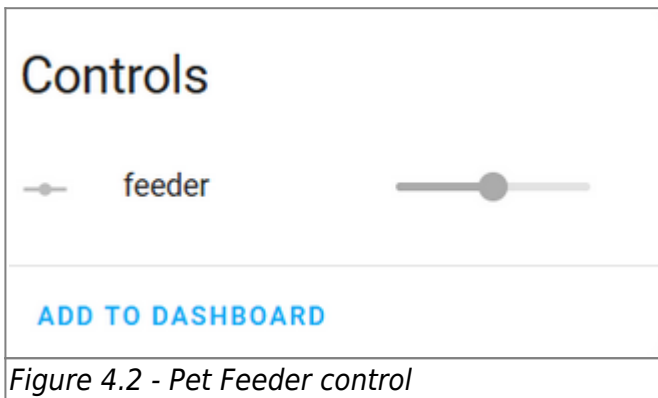 Controls
feeder
ADD TO DASHBOARD
Figure 4.2 - Pet Feeder control